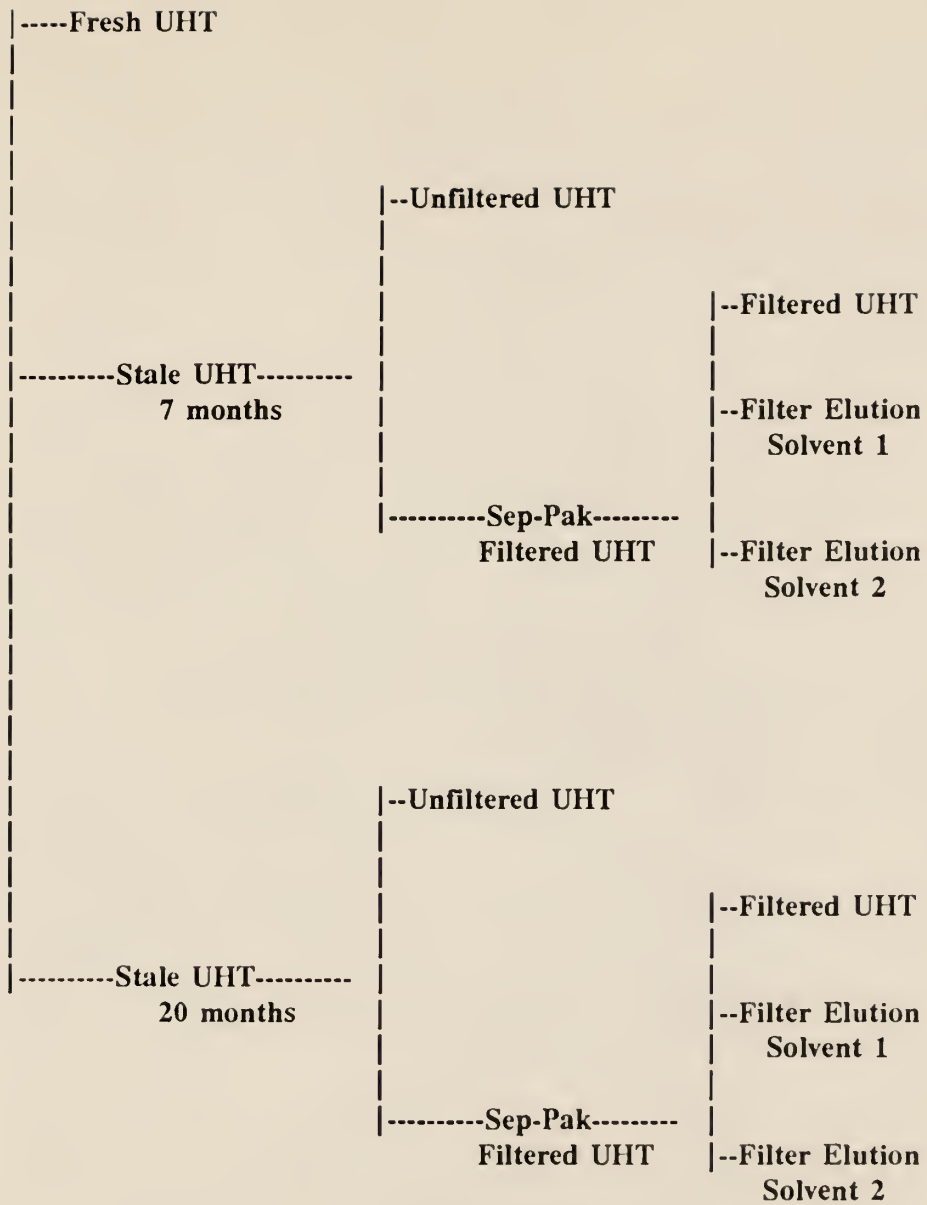 |-----Fresh UHT
|--Unfiltered UHT
|--Filtered UHT
|----------Stale UHT----------
7 months
|--Filter Elution
Solvent 1
|----------Sep-Pak---------
Filtered UHT
|--Filter Elution
Solvent 2
|--Unfiltered UHT
|--Filtered UHT
|----------Stale UHT----------
20 months
|--Filter Elution
Solvent 1
|----------Sep-Pak---------
Filtered UHT
|--Filter Elution
Solvent 2